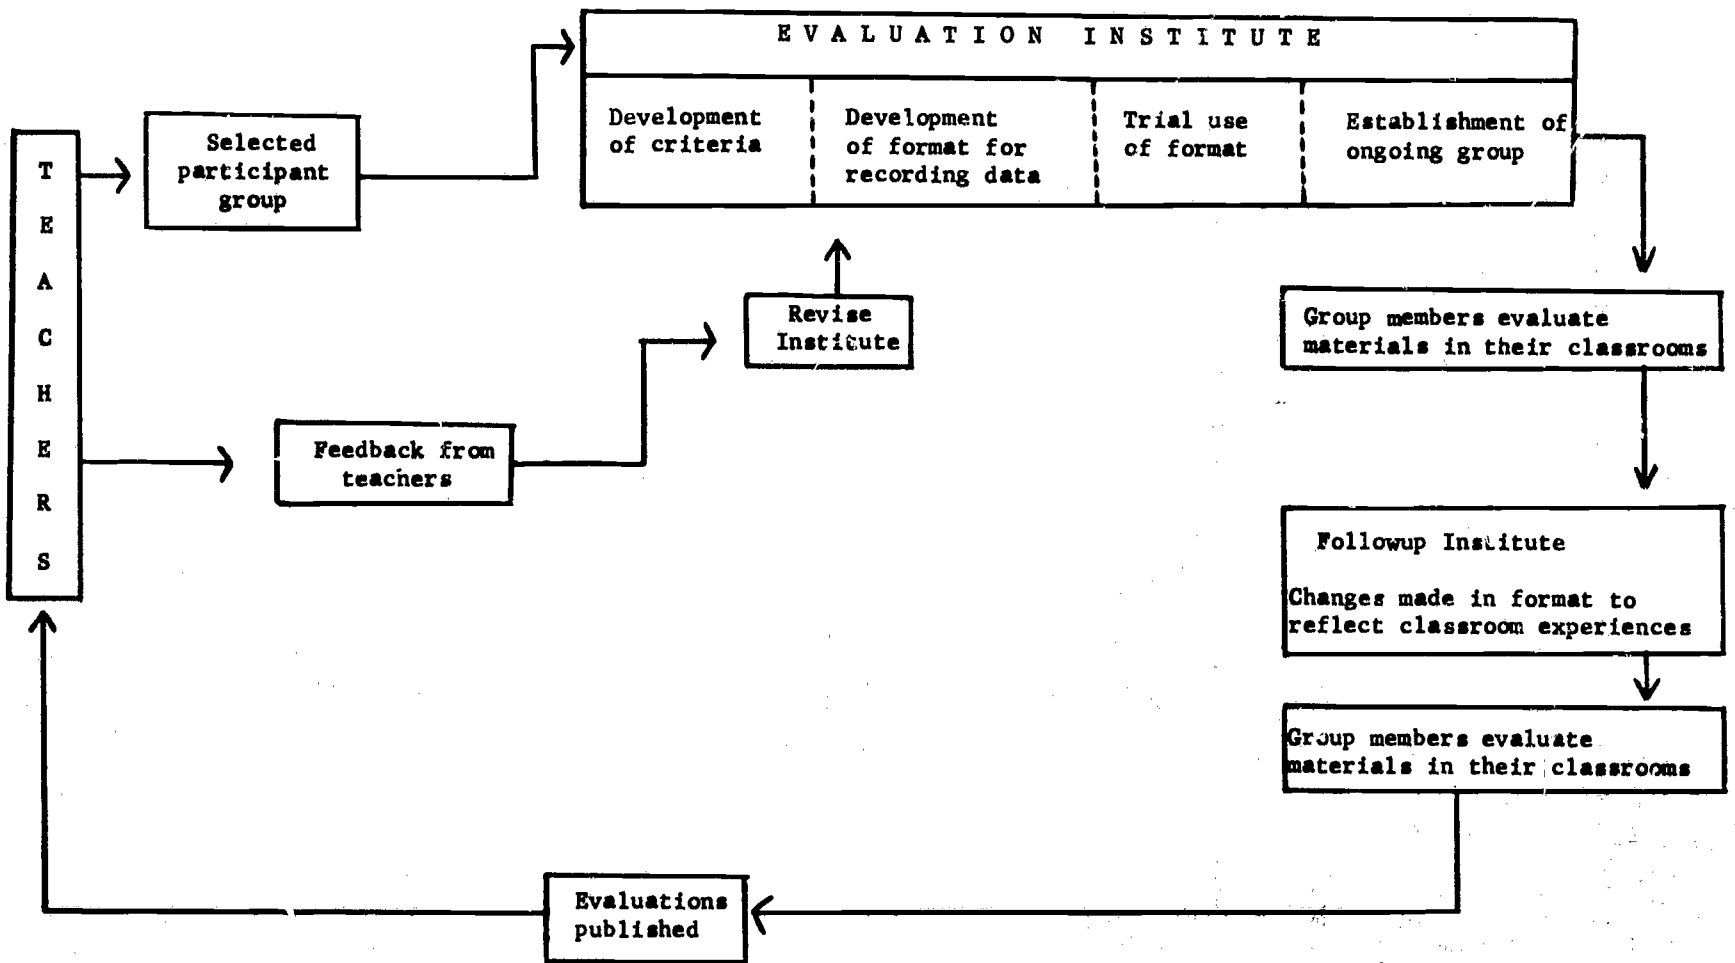 EVALUATION INSTITUTE
Development
of criteria
Development
of format for
recording data
Trial use
of format
Establishment of
ongoing group
TEACHERS
Selected
participant
group
Revise
Institute
Group members evaluate
materials in their classrooms
Feedback from
teachers
Followup Institute
Changes made in format to
reflect classroom experiences
Group members evaluate
materials in their classrooms
Evaluations
published